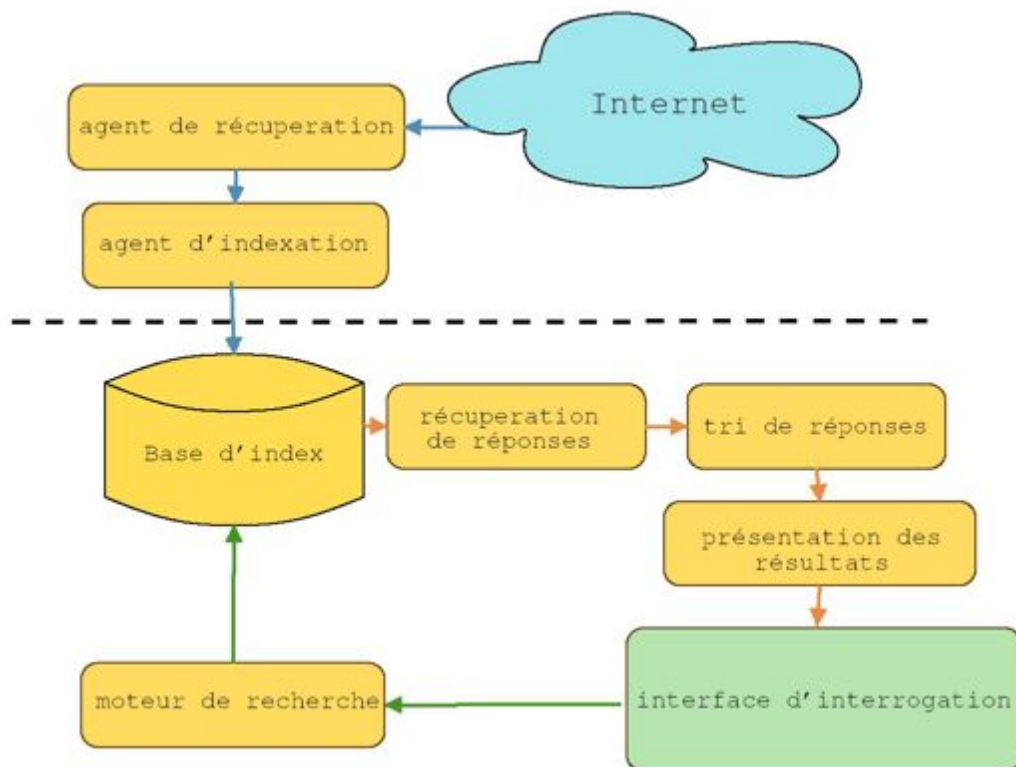 Internet
agent de récuperation
agent d'indexation
Base d'index
récuperation
de réponses
tri de réponses
présentation des
résultats
interface d'interrogation
moteur de recherche